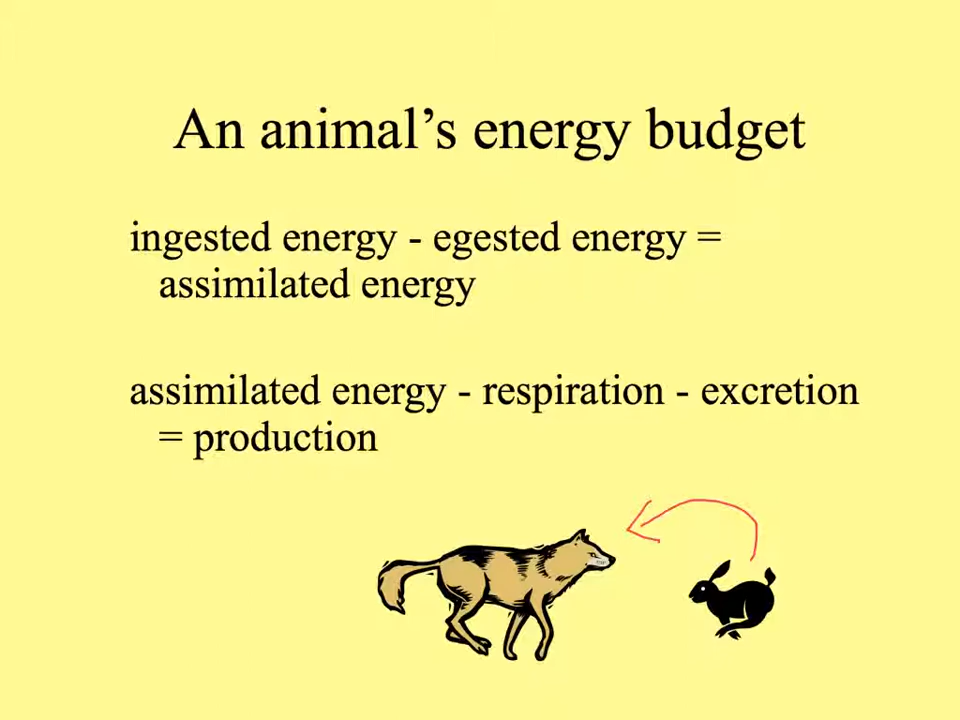 An animal’s energy budget
ingested energy - egested energy =
assimilated energy
assimilated energy - respiration - excretion
= production